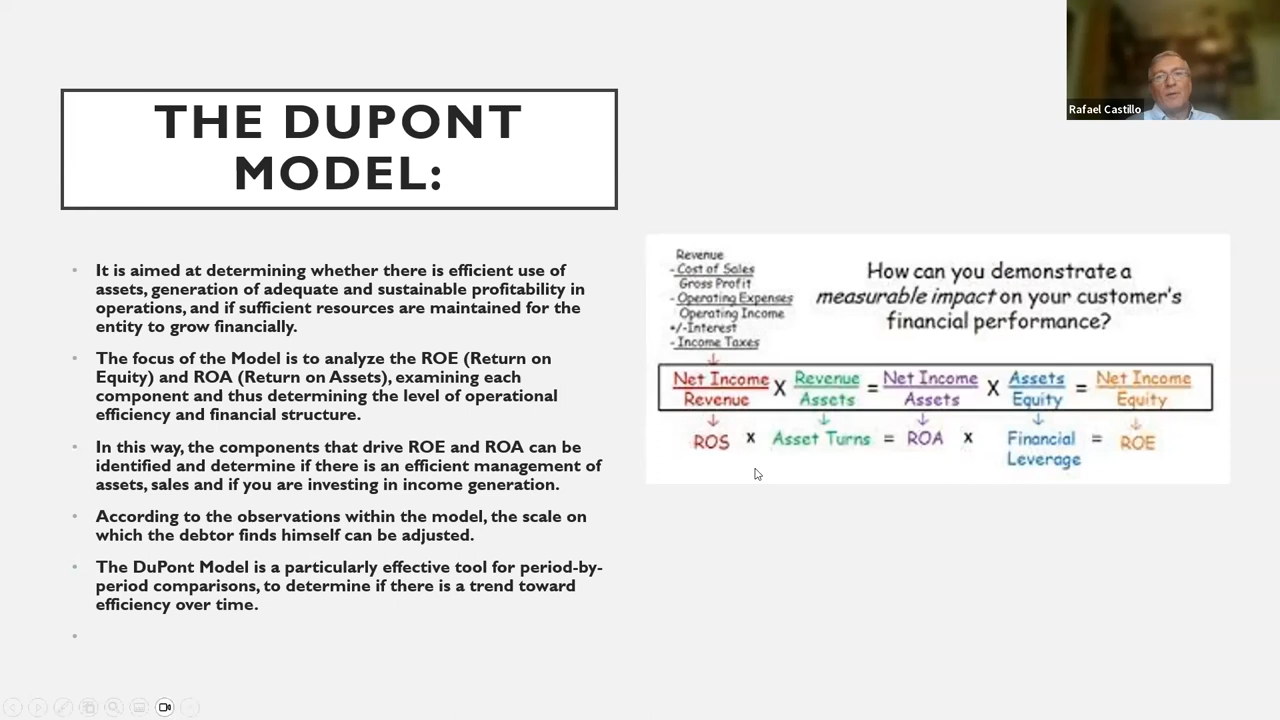 THE DUPONT
MODEL:
It is aimed at determining whether there is efficient use of
assets, generation of adequate and sustainable profitability in
operations, and if sufficient resources are maintained for the
entity to grow financially.
The focus of the Model is to analyze the ROE (Return on
Equity) and ROA (Return on Assets), examining each
component and thus determining the level of operational
efficiency and financial structure.
In this way, the components that drive ROE and ROA can be
identified and determine if there is an efficient management of
assets, sales and if you are investing in income generation.
According to the observations within the model, the scale on
which the debtor finds himself can be adjusted.
The DuPont Model is a particularly effective tool for period-by-
period comparisons, to determine if there is a trend toward
efficiency over time.
Rafael Castillo
Revenue
- Cost of Sales
Gross Profit
- Operating Expenses
Operating Income
+/-Interest
- Income Taxes
How can you demonstrate a
measurable impact on your customer's
financial performance?
Net Income X Revenue = Net Income X Assets = Net Income
Revenue Assets Assets Equity Equity
ROS x Asset Turns = ROA x Financial = ROE
Leverage